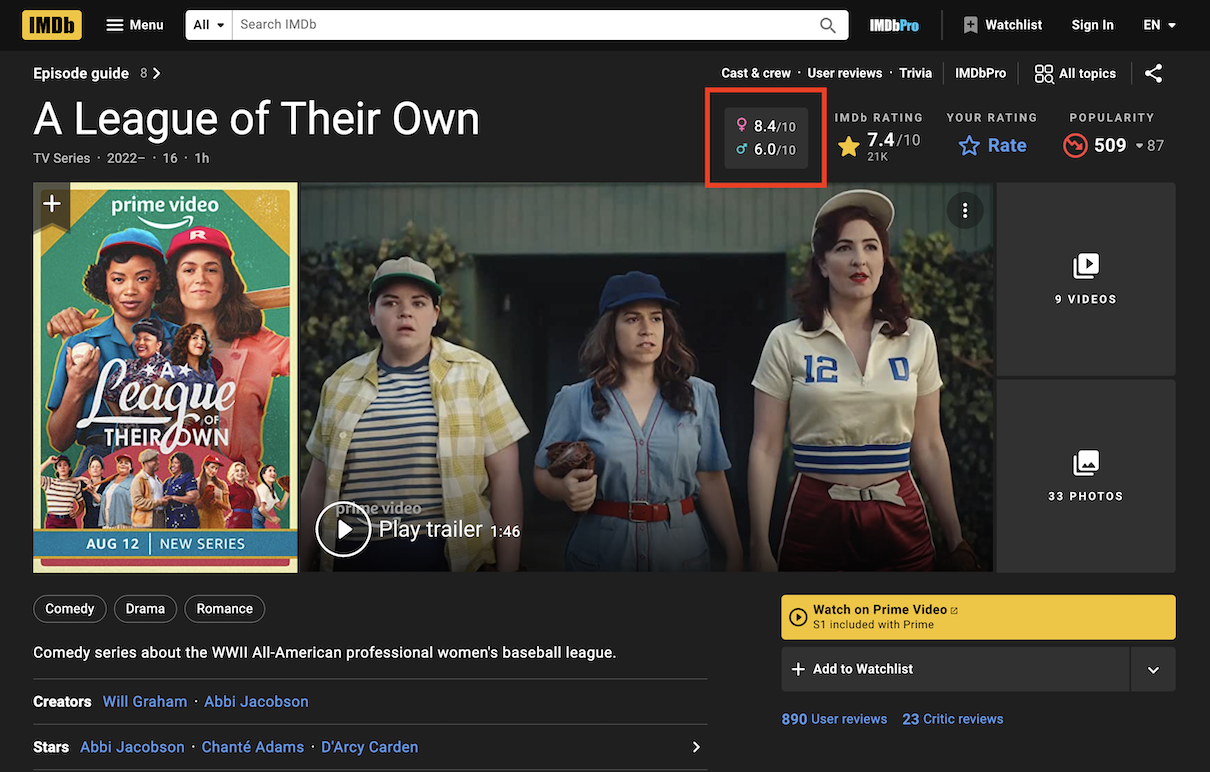 IMDb Menu All Search IMDb IMDbPro Watchlist Sign In EN
Episode guide 8 Cast & crew · User reviews · Trivia IMDbPro All topics
A League of Their Own
TV Series · 2022– · 16 · 1h
♀ 8.4/10
♂ 6.0/10
IMDb RATING
7.4/10
21K
YOUR RATING
Rate
POPULARITY
509 87
prime video
R
A
League
OF
THEIR OWN
AUG 12 | NEW SERIES
12 D
prime video
Play trailer 1:46
9 VIDEOS
33 PHOTOS
Comedy Drama Romance
Comedy series about the WWII All-American professional women's baseball league.
Creators Will Graham · Abbi Jacobson
Stars Abbi Jacobson · Chanté Adams · D'Arcy Carden
Watch on Prime Video
S1 included with Prime
Add to Watchlist
890 User reviews 23 Critic reviews